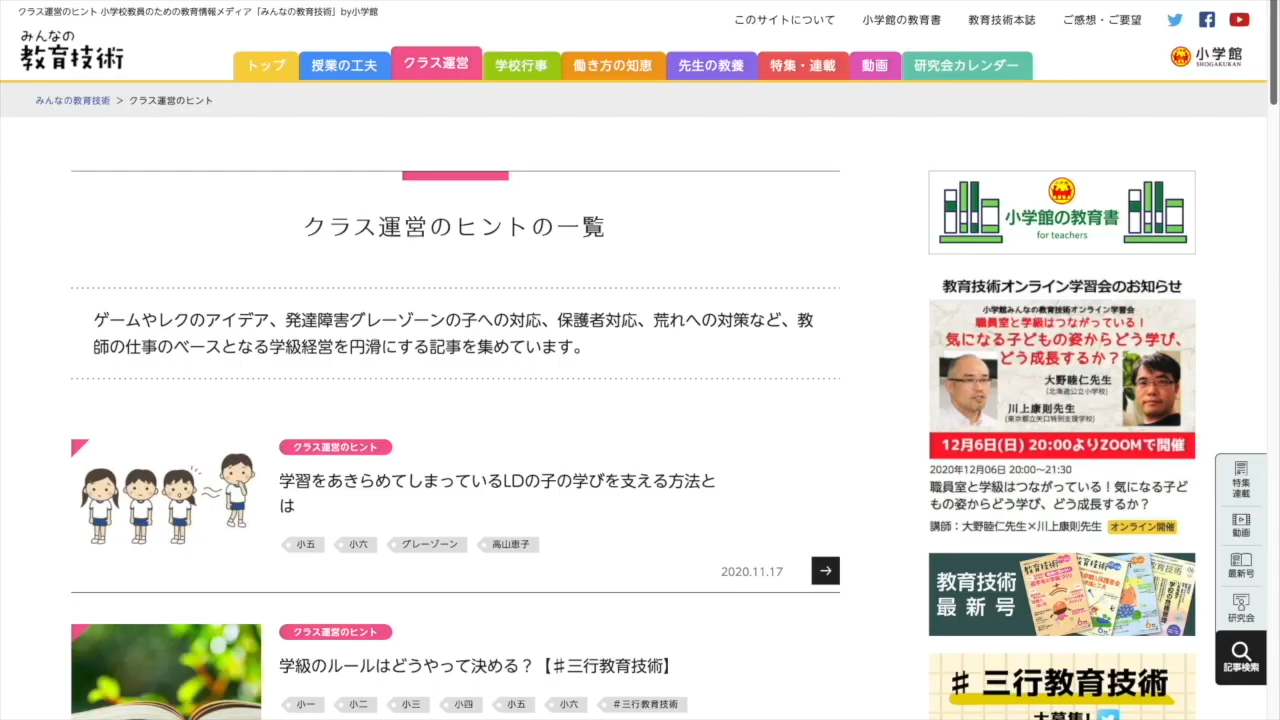 クラス運営のヒント 小学校教員のための教育情報メディア「みんなの教育技術」by小学館
このサイトについて
小学館の教育書
教育技術本誌
ご感想・ご要望
みんなの
教育技術
トップ
授業の工夫
クラス運営
学校行事
働き方の知恵
先生の教養
特集・連載
動画
研究会カレンダー
小学館
SHOGAKUKAN
みんなの教育技術 > クラス運営のヒント
クラス運営のヒントの一覧
ゲームやレクのアイデア、発達障害グレーゾーンの子への対応、保護者対応、荒れへの対策など、教
師の仕事のベースとなる学級経営を円滑にする記事を集めています。
クラス運営のヒント
学習をあきらめてしまっているLDの子の学びを支える方法と
は
小五
小六
グレーゾーン
高山恵子
2020.11.17
クラス運営のヒント
学級のルールはどうやって決める？【＃三行教育技術】
小一
小二
小三
小四
小五
小六
＃三行教育技術
小学館の教育書
for teachers
教育技術オンライン学習会のお知らせ
小学館みんなの教育技術オンライン学習会
職員室と学級はつながっている！
気になる子どもの姿からどう学び、
どう成長するか？
大野睦仁先生
(北海道公立小学校)
川上康則先生
(東京都立矢口特別支援学校)
12月6日(日) 20:00よりZOOMで開催
2020年12月06日 20:00〜21:30
職員室と学級はつながっている！気になる子ど
もの姿からどう学び、どう成長するか？
講師：大野睦仁先生×川上康則先生
オンライン開催
教育技術
最新号
＃三行教育技術
大募集!
特集
連載
動画
最新号
研究会
記事検索